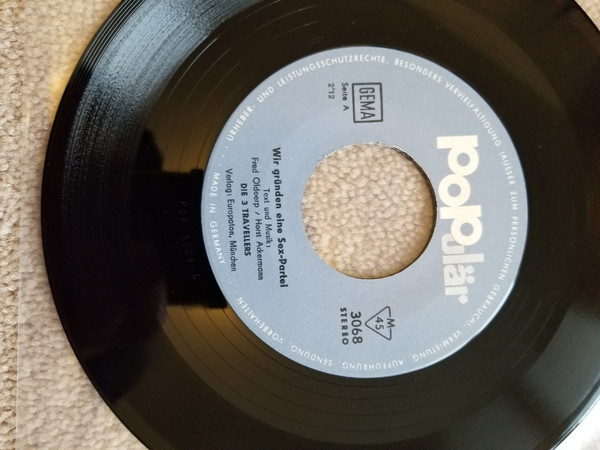 populär
GEMA
Seite A
2'12
M
45
3068
STEREO
Wir gründen eine Sex-Partei
Text und Musik:
Fred Oldoerp / Horst Ackermann
DIE 3 TRAVELLERS
Verlag: Europaton, München
URHEBER- UND LEISTUNGSSCHUTZRECHTE, BESONDERS VERVIELFÄLTIGUNG (AUSSER ZUM PERSÖNLICHEN GEBRAUCH) VERMIETUNG AUFFÜHRUNG, SENDUNG, VORBEHALTEN
MADE IN GERMANY